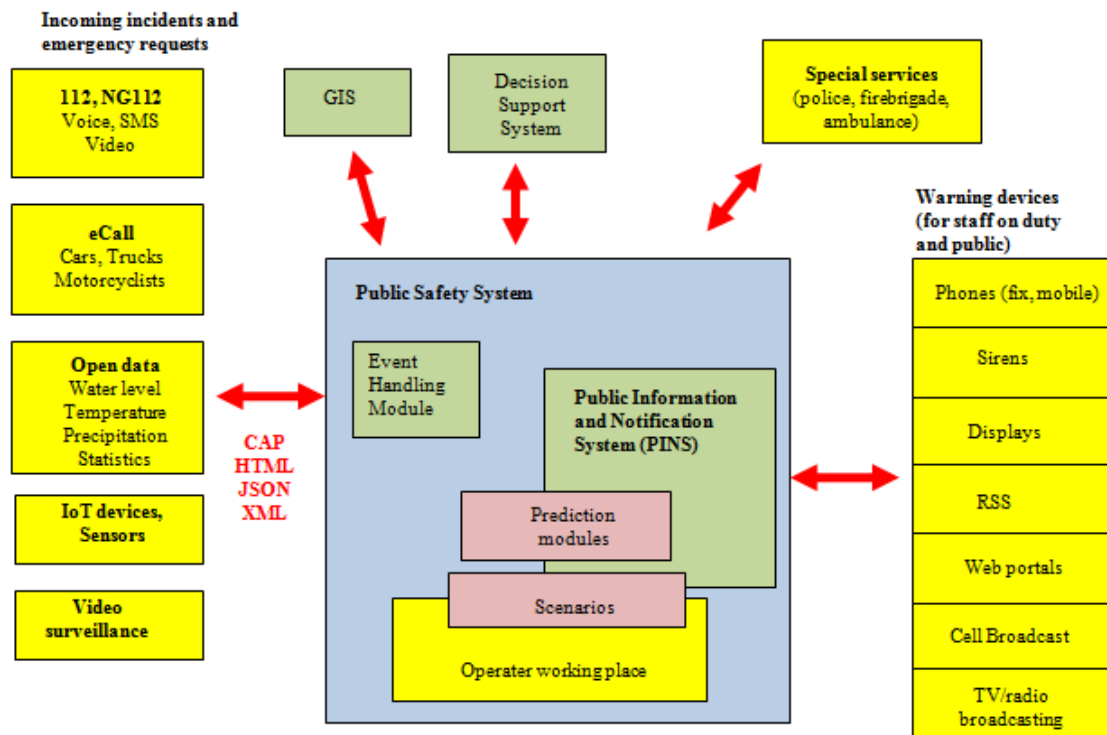 Incoming incidents and
emergency requests
112, NG112
Voice, SMS
Video
eCall
Cars, Trucks
Motorcyclists
Open data
Water level
Temperature
Precipitation
Statistics
IoT devices,
Sensors
Video
surveillance
GIS
Decision
Support
System
Special services
(police, firebrigade,
ambulance)
CAP
HTML
JSON
XML
Public Safety System
Event
Handling
Module
Public Information
and Notification
System (PINS)
Prediction
modules
Scenarios
Operater working place
Warning devices
(for staff on duty
and public)
Phones (fix, mobile)
Sirens
Displays
RSS
Web portals
Cell Broadcast
TV/radio
broadcasting